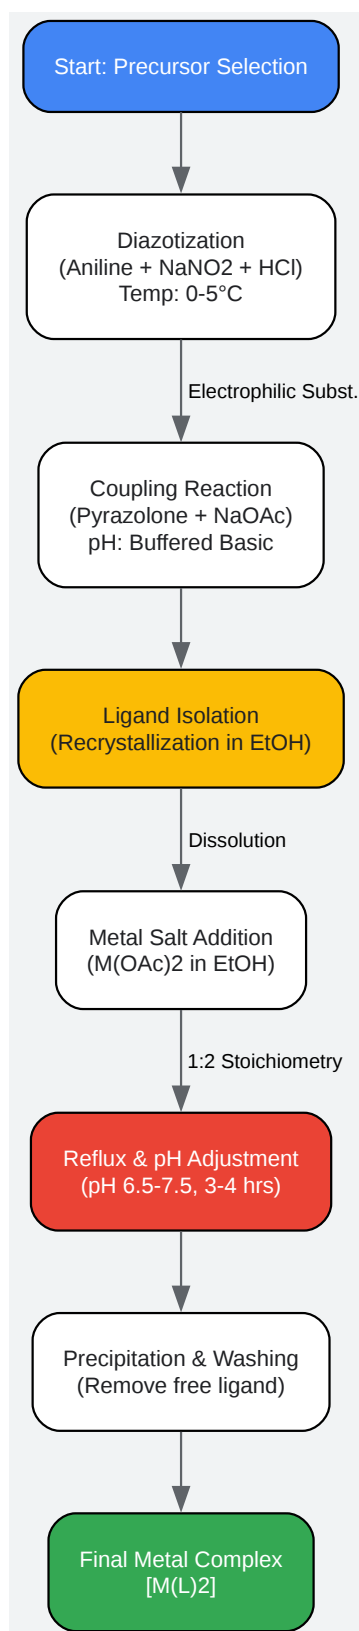 Start: Precursor Selection
Diazotization
(Aniline + NaNO2 + HCl)
Temp: 0-5°C
Electrophilic Subst.
Coupling Reaction
(Pyrazolone + NaOAc)
pH: Buffered Basic
Ligand Isolation
(Recrystallization in EtOH)
Dissolution
Metal Salt Addition
(M(OAc)2 in EtOH)
1:2 Stoichiometry
Reflux & pH Adjustment
(pH 6.5-7.5, 3-4 hrs)
Precipitation & Washing
(Remove free ligand)
Final Metal Complex
[M(L)2]